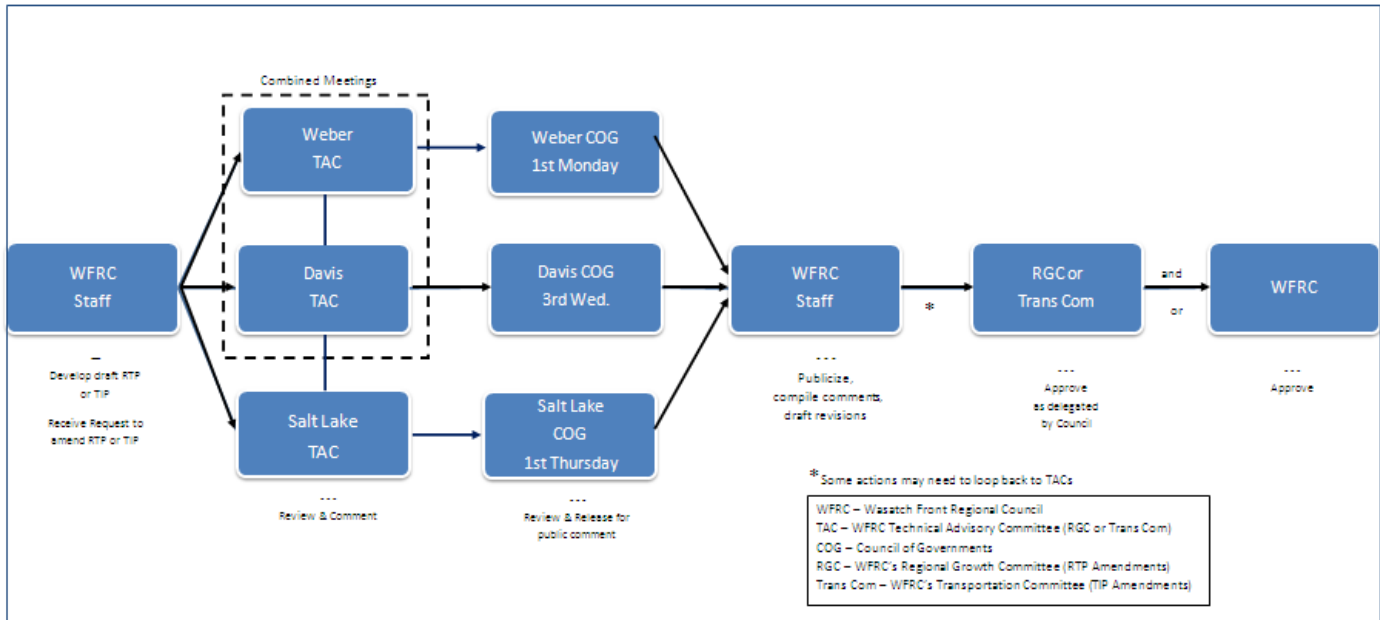 Combined Meetings
Weber
TAC
Weber COG
1st Monday
WFRC
Staff
Davis
TAC
Davis COG
3rd Wed.
WFRC
Staff
*
RGC or
Trans Com
and
or
WFRC
Salt Lake
TAC
Salt Lake
COG
1st Thursday
_
Develop draft RTP
or TIP
Receive Request to
amend RTP or TIP
---
Review & Comment
---
Review & Release for
public comment
---
Publicize,
compile comments,
draft revisions
---
Approve
as delegated
by Council
---
Approve
*Some actions may need to loop back to TACs
WFRC – Wasatch Front Regional Council
TAC – WFRC Technical Advisory Committee (RGC or Trans Com)
COG – Council of Governments
RGC – WFRC's Regional Growth Committee (RTP Amendments)
Trans Com – WFRC's Transportation Committee (TIP Amendments)